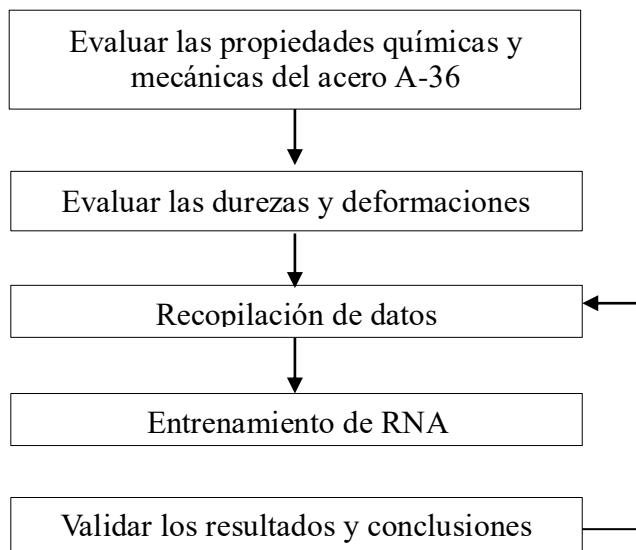 Evaluar las propiedades químicas y
mecánicas del acero A-36
Evaluar las durezas y deformaciones
Recopilación de datos
Entrenamiento de RNA
Validar los resultados y conclusiones